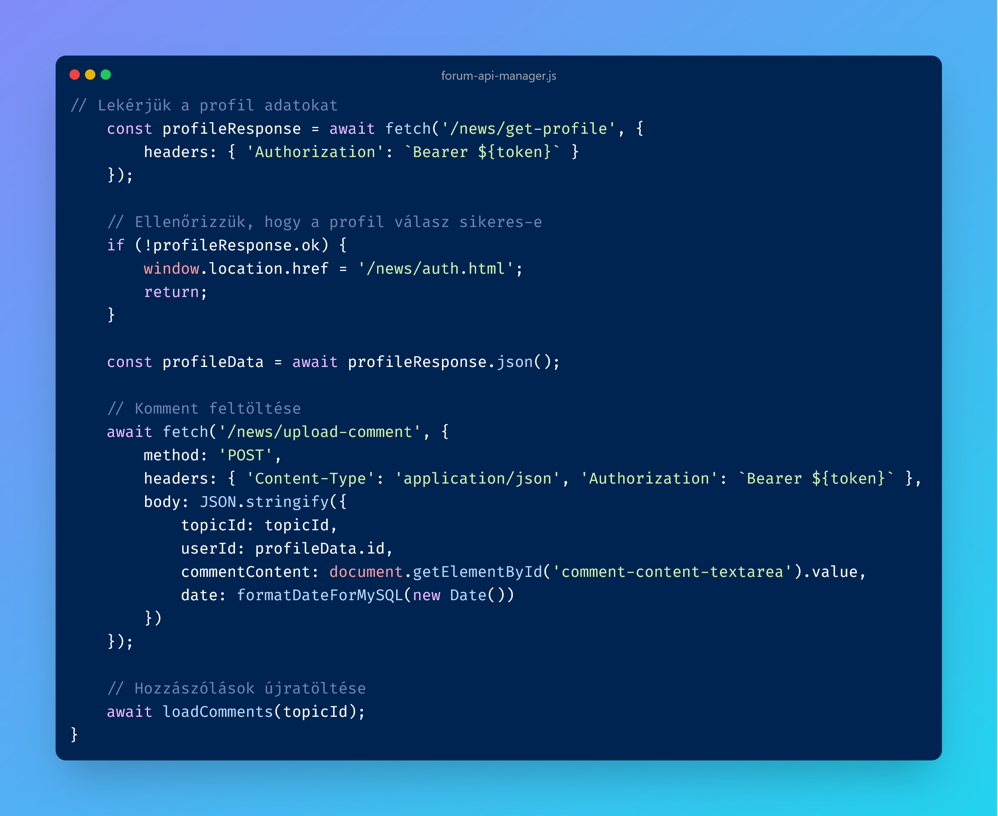 forum-api-manager.js
// Lekérjük a profil adatokat
    const profileResponse = await fetch('/news/get-profile', {
        headers: { 'Authorization': `Bearer ${token}` }
    });

    // Ellenőrizzük, hogy a profil válasz sikeres-e
    if (!profileResponse.ok) {
        window.location.href = '/news/auth.html';
        return;
    }

    const profileData = await profileResponse.json();

    // Komment feltöltése
    await fetch('/news/upload-comment', {
        method: 'POST',
        headers: { 'Content-Type': 'application/json', 'Authorization': `Bearer ${token}` },
        body: JSON.stringify({
            topicId: topicId,
            userId: profileData.id,
            commentContent: document.getElementById('comment-content-textarea').value,
            date: formatDateForMySQL(new Date())
        })
    });

    // Hozzászólások újratöltése
    await loadComments(topicId);
}